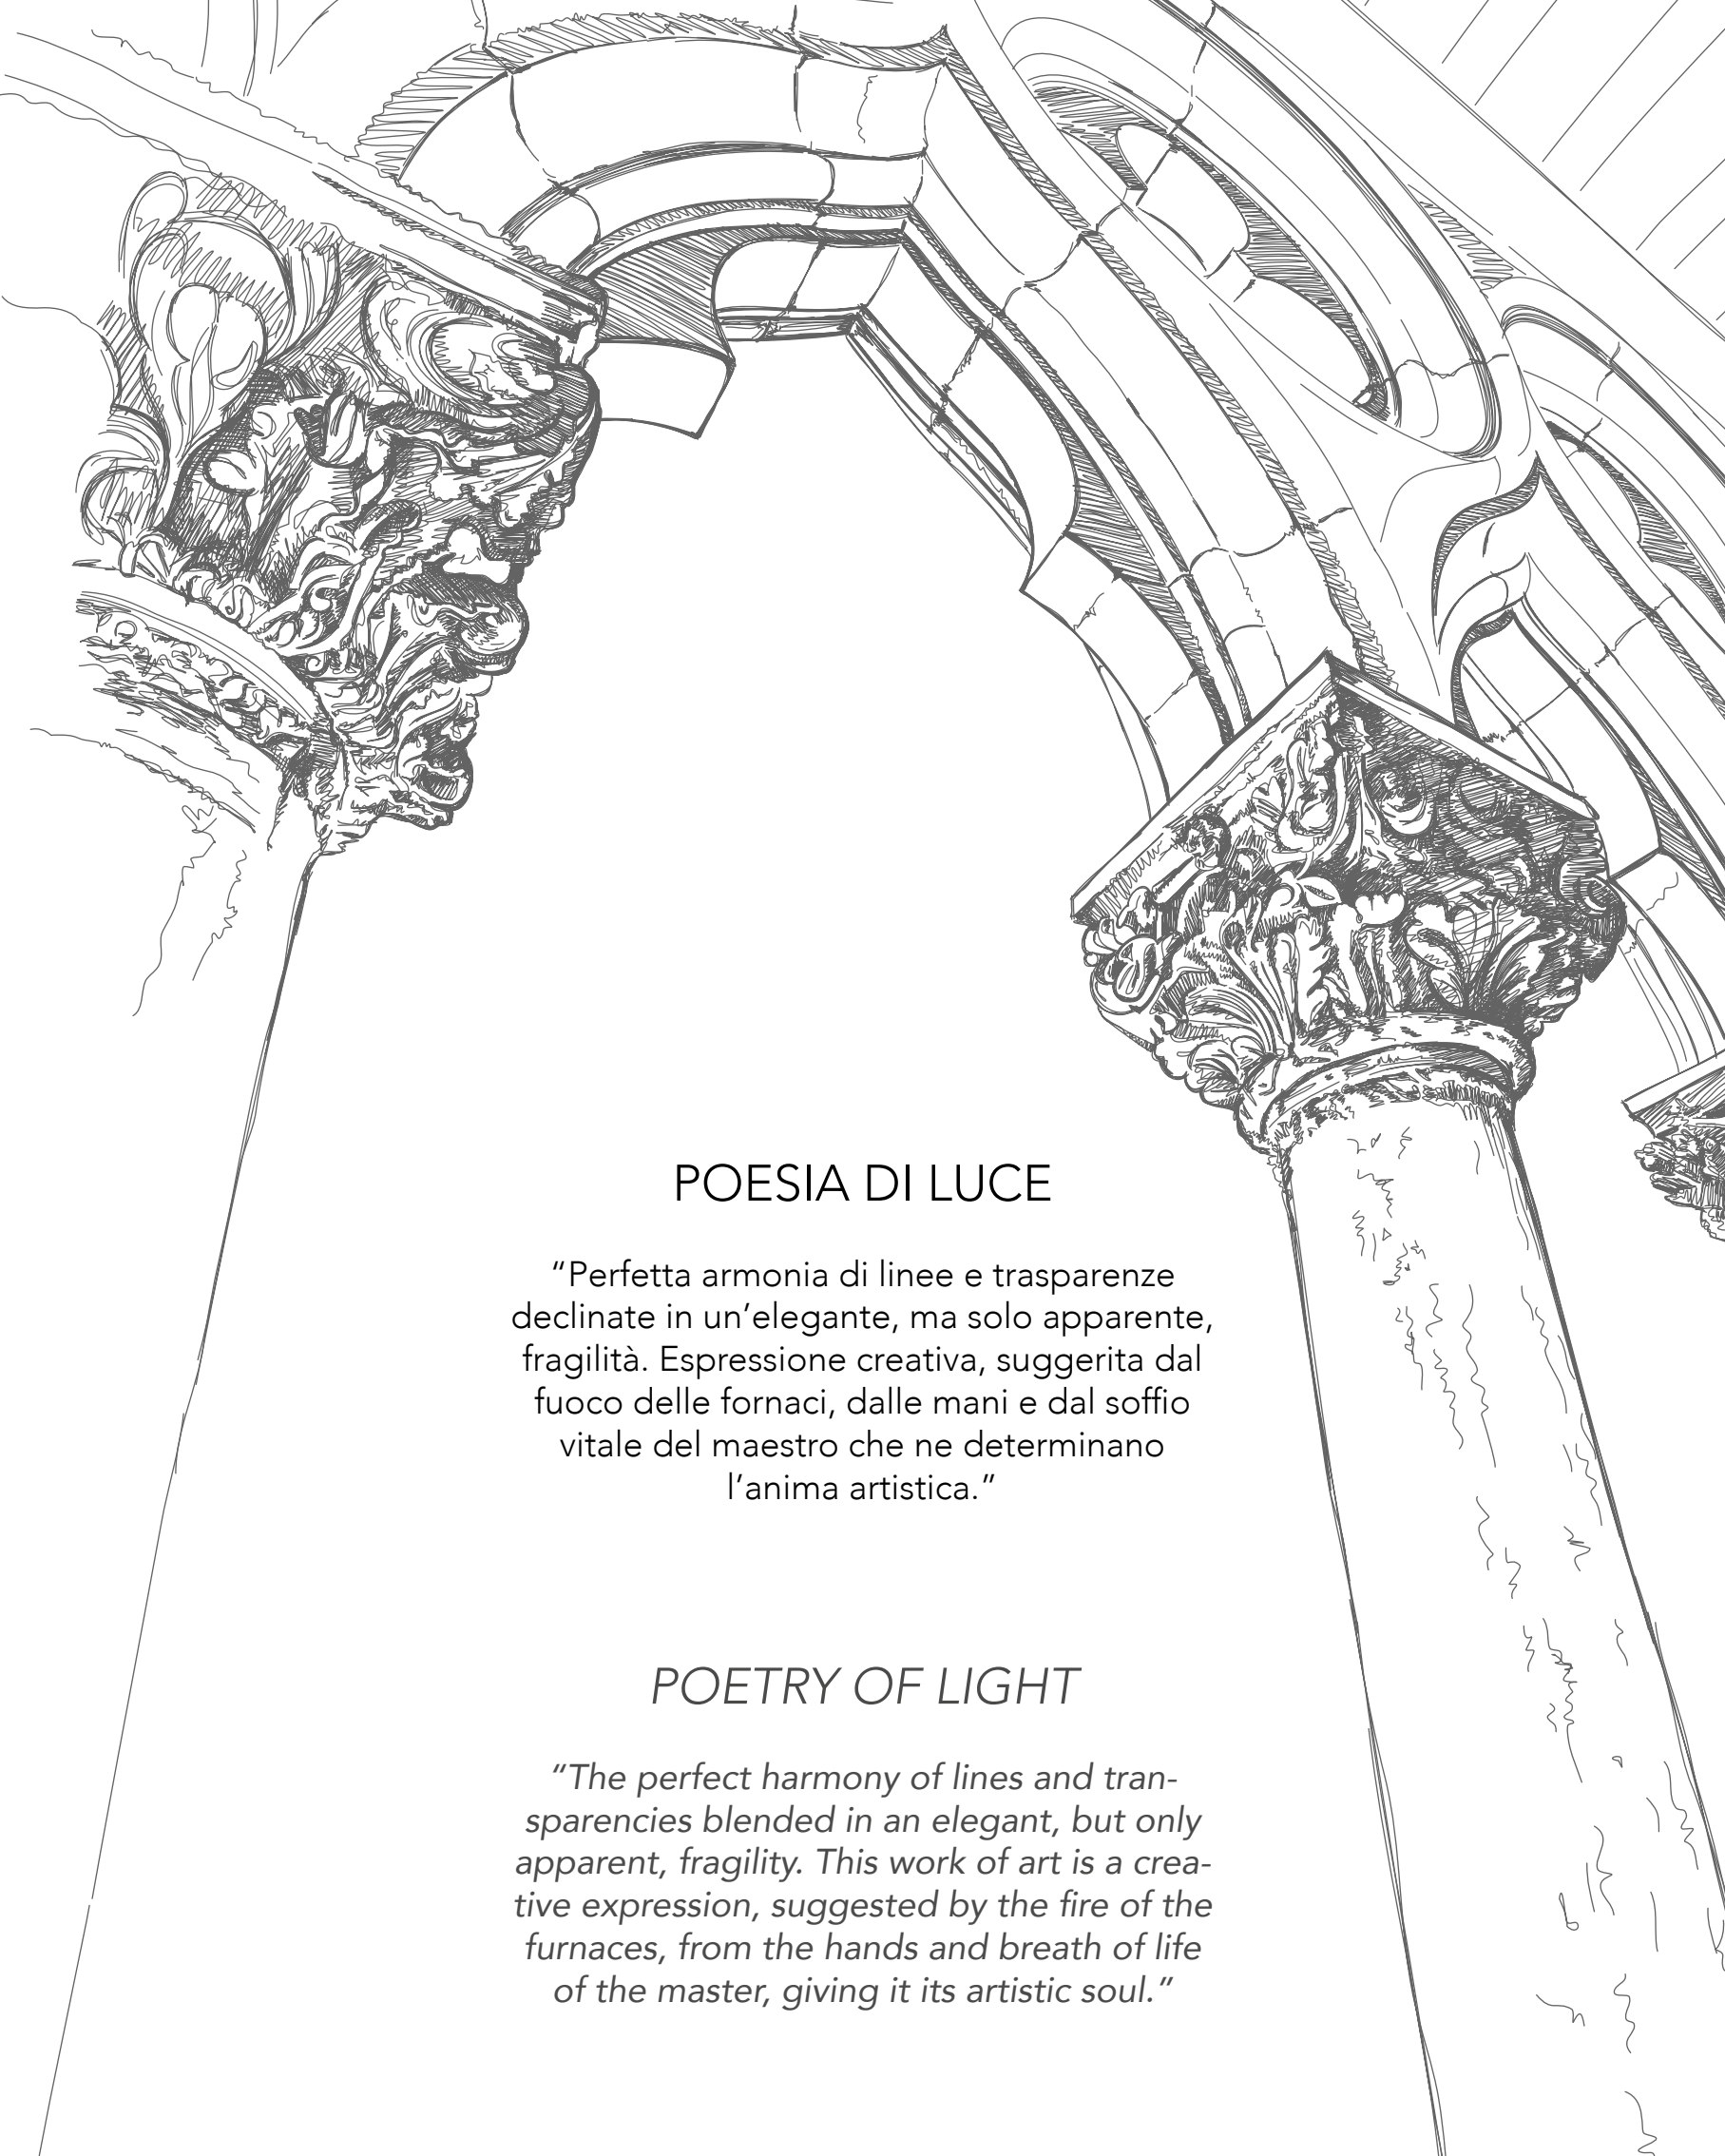 POESIA DI LUCE
“Perfetta armonia di linee e trasparenze
declinate in un’elegante, ma solo apparente,
fragilità. Espressione creativa, suggerita dal
fuoco delle fornaci, dalle mani e dal soffio
vitale del maestro che ne determinano
l’anima artistica.”
POETRY OF LIGHT
“The perfect harmony of lines and tran-
sparencies blended in an elegant, but only
apparent, fragility. This work of art is a crea-
tive expression, suggested by the fire of the
furnaces, from the hands and breath of life
of the master, giving it its artistic soul.”